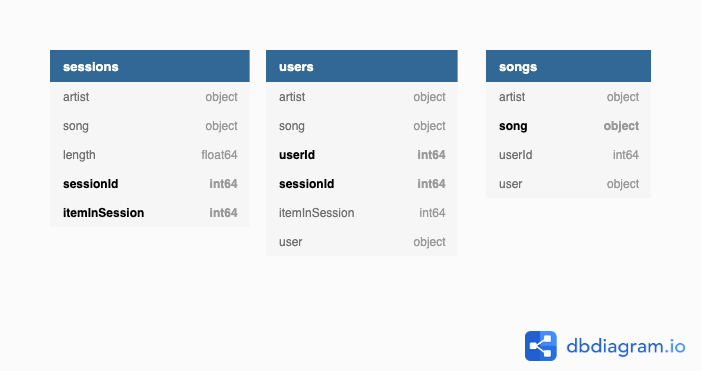 sessions
artist object
song object
length float64
sessionId int64
itemInSession int64
users
artist object
song object
userId int64
sessionId int64
itemInSession int64
user object
songs
artist object
song object
userId int64
user object
dbdiagram.io